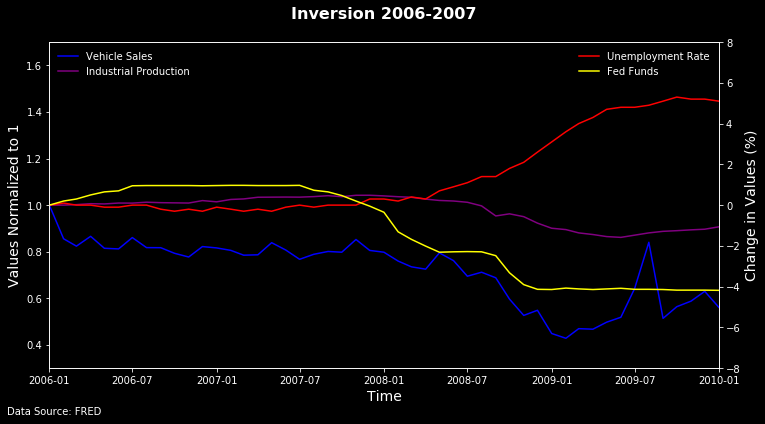 Inversion 2006-2007
Vehicle Sales
Industrial Production
Unemployment Rate
Fed Funds
Values Normalized to 1
1.6
1.4
1.2
1.0
0.8
0.6
0.4
8
6
4
2
0
−2
−4
−6
−8
Change in Values (%)
2006-01
2006-07
2007-01
2007-07
2008-01
2008-07
2009-01
2009-07
2010-01
Time
Data Source: FRED